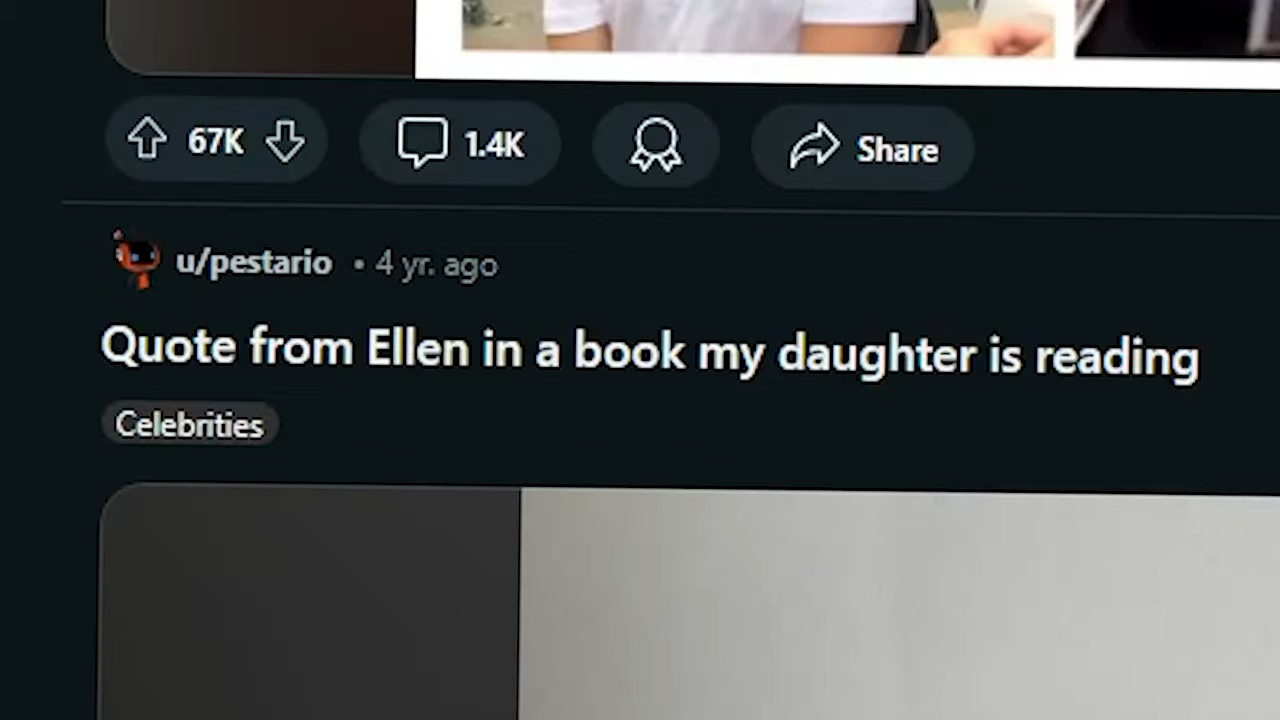 67K 1.4K Share
u/pestario • 4 yr. ago
Quote from Ellen in a book my daughter is reading
Celebrities